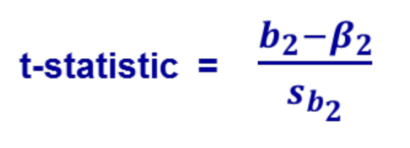 t-statistic = b₂−β₂ / s_b₂